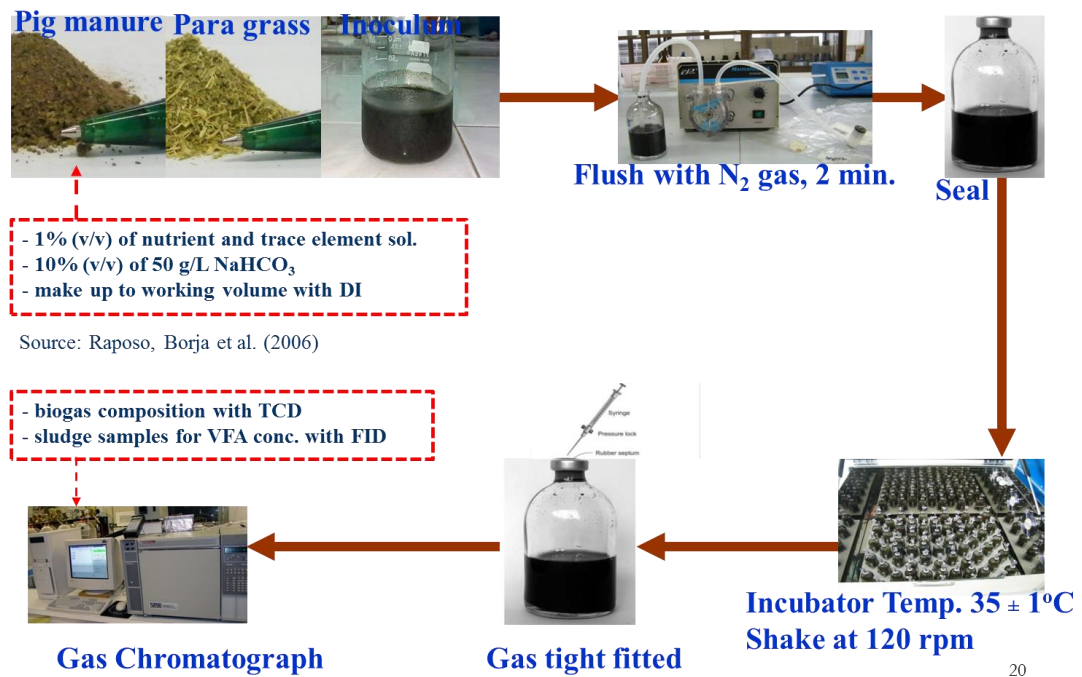 Pig manure
Para grass
Inoculum
Flush with N₂ gas, 2 min.
Seal
- 1% (v/v) of nutrient and trace element sol.
- 10% (v/v) of 50 g/L NaHCO₃
- make up to working volume with DI
Source: Raposo, Borja et al. (2006)
- biogas composition with TCD
- sludge samples for VFA conc. with FID
Syringe
Pressure lock
Rubber septum
Incubator Temp. 35 ± 1°C
Shake at 120 rpm
Gas Chromatograph
Gas tight fitted
20